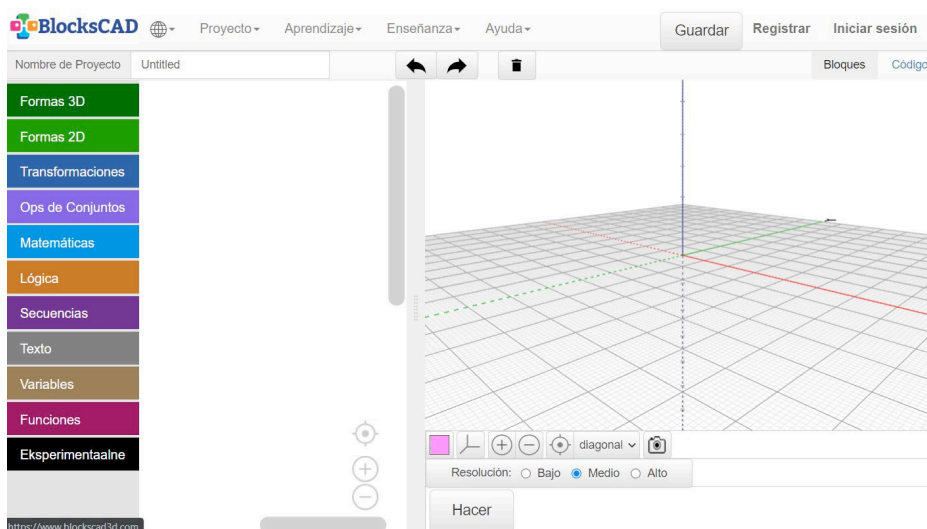 BlocksCAD Proyecto Aprendizaje Enseñanza Ayuda Guardar Registrar Iniciar sesión
Nombre de Proyecto Untitled Bloques Código
Formas 3D
Formas 2D
Transformaciones
Ops de Conjuntos
Matemáticas
Lógica
Secuencias
Texto
Variables
Funciones
Eksperimentaalne
diagonal
Resolución: Bajo Medio Alto
Hacer
https://www.blockscad3d.com